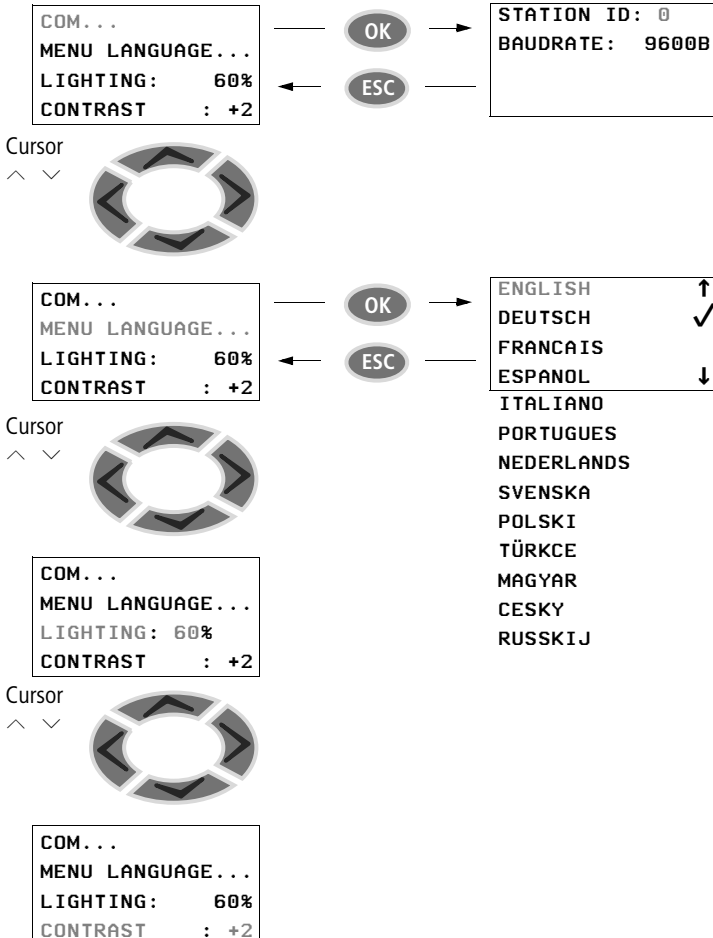 COM...
MENU LANGUAGE...
LIGHTING: 60%
CONTRAST : +2
OK
ESC
STATION ID: 0
BAUDRATE: 9600B
Cursor
COM...
MENU LANGUAGE...
LIGHTING: 60%
CONTRAST : +2
OK
ESC
ENGLISH ↑
DEUTSCH ✓
FRANCAIS
ESPANOL ↓
ITALIANO
PORTUGUES
NEDERLANDS
SVENSKA
POLSKI
TÜRKCE
MAGYAR
CESKY
RUSSKIJ
Cursor
COM...
MENU LANGUAGE...
LIGHTING: 60%
CONTRAST : +2
Cursor
COM...
MENU LANGUAGE...
LIGHTING: 60%
CONTRAST : +2